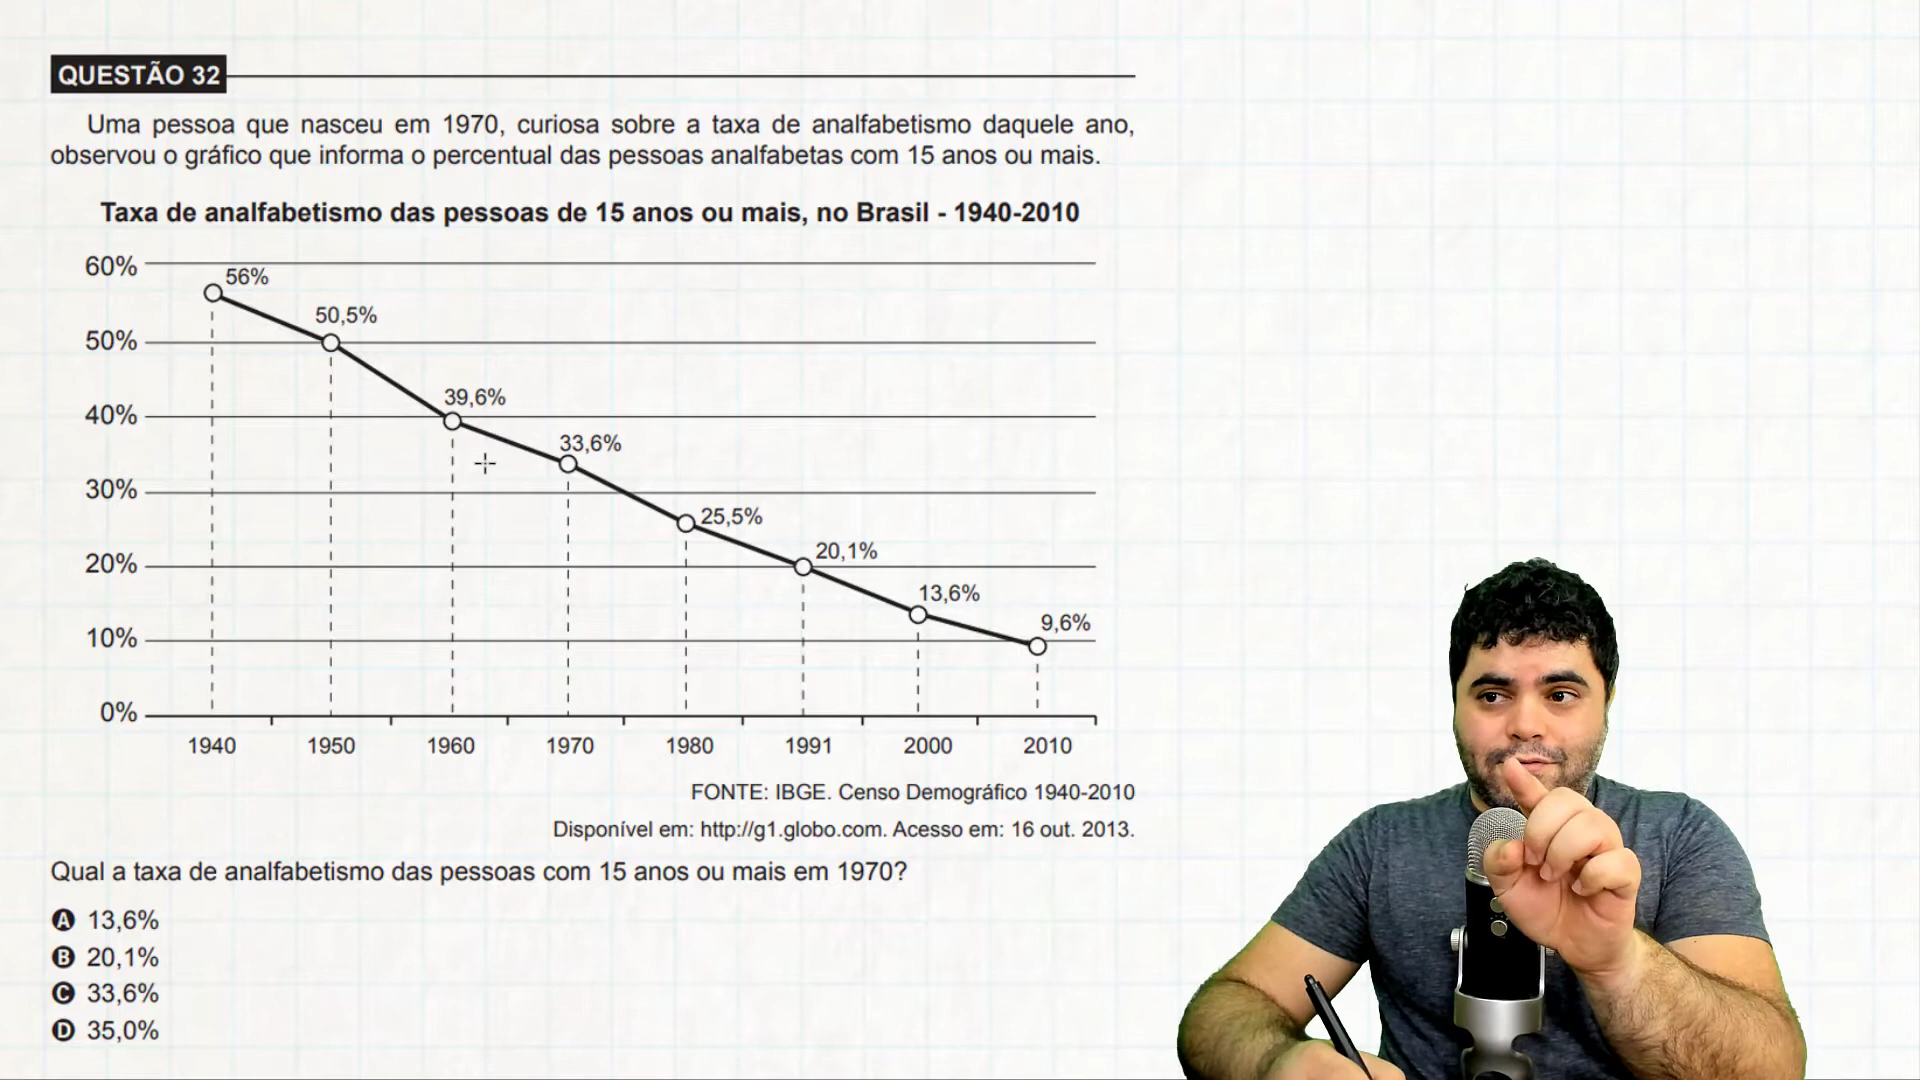 QUESTÃO 32
Uma pessoa que nasceu em 1970, curiosa sobre a taxa de analfabetismo daquele ano,
observou o gráfico que informa o percentual das pessoas analfabetas com 15 anos ou mais.
Taxa de analfabetismo das pessoas de 15 anos ou mais, no Brasil - 1940-2010
60%
56%
50,5%
50%
39,6%
40%
33,6%
30%
25,5%
20,1%
20%
13,6%
9,6%
10%
0%
1940 1950 1960 1970 1980 1991 2000 2010
FONTE: IBGE. Censo Demográfico 1940-2010
Disponível em: http://g1.globo.com. Acesso em: 16 out. 2013.
Qual a taxa de analfabetismo das pessoas com 15 anos ou mais em 1970?
A 13,6%
B 20,1%
C 33,6%
D 35,0%